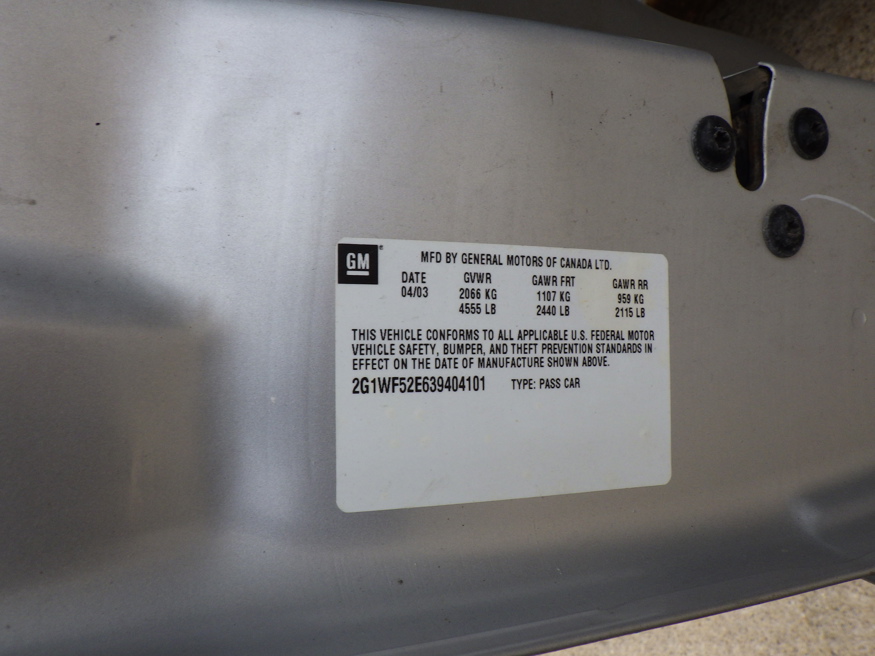 GM
MFD BY GENERAL MOTORS OF CANADA LTD.
DATE GVWR GAWR FRT GAWR RR
04/03 2066 KG 1107 KG 959 KG
4555 LB 2440 LB 2115 LB
THIS VEHICLE CONFORMS TO ALL APPLICABLE U.S. FEDERAL MOTOR
VEHICLE SAFETY, BUMPER, AND THEFT PREVENTION STANDARDS IN
EFFECT ON THE DATE OF MANUFACTURE SHOWN ABOVE.
2G1WF52E639404101 TYPE: PASS CAR